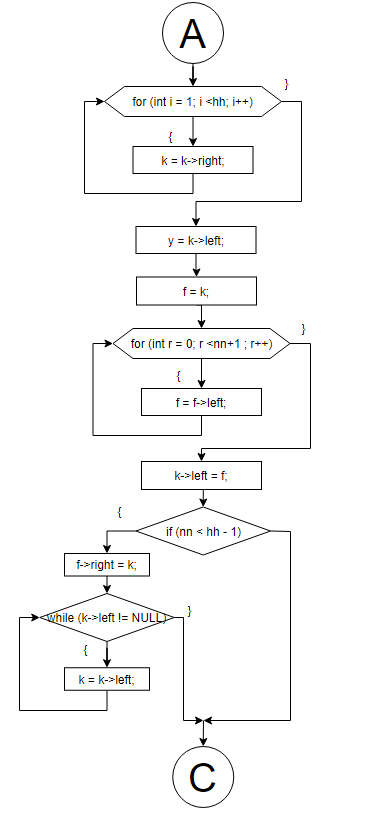 A
}
for (int i = 1; i <hh; i++)
{
k = k->right;
y = k->left;
f = k;
}
for (int r = 0; r <nn+1 ; r++)
{
f = f->left;
k->left = f;
{
if (nn < hh - 1)
f->right = k;
}
while (k->left != NULL)
{
k = k->left;
C